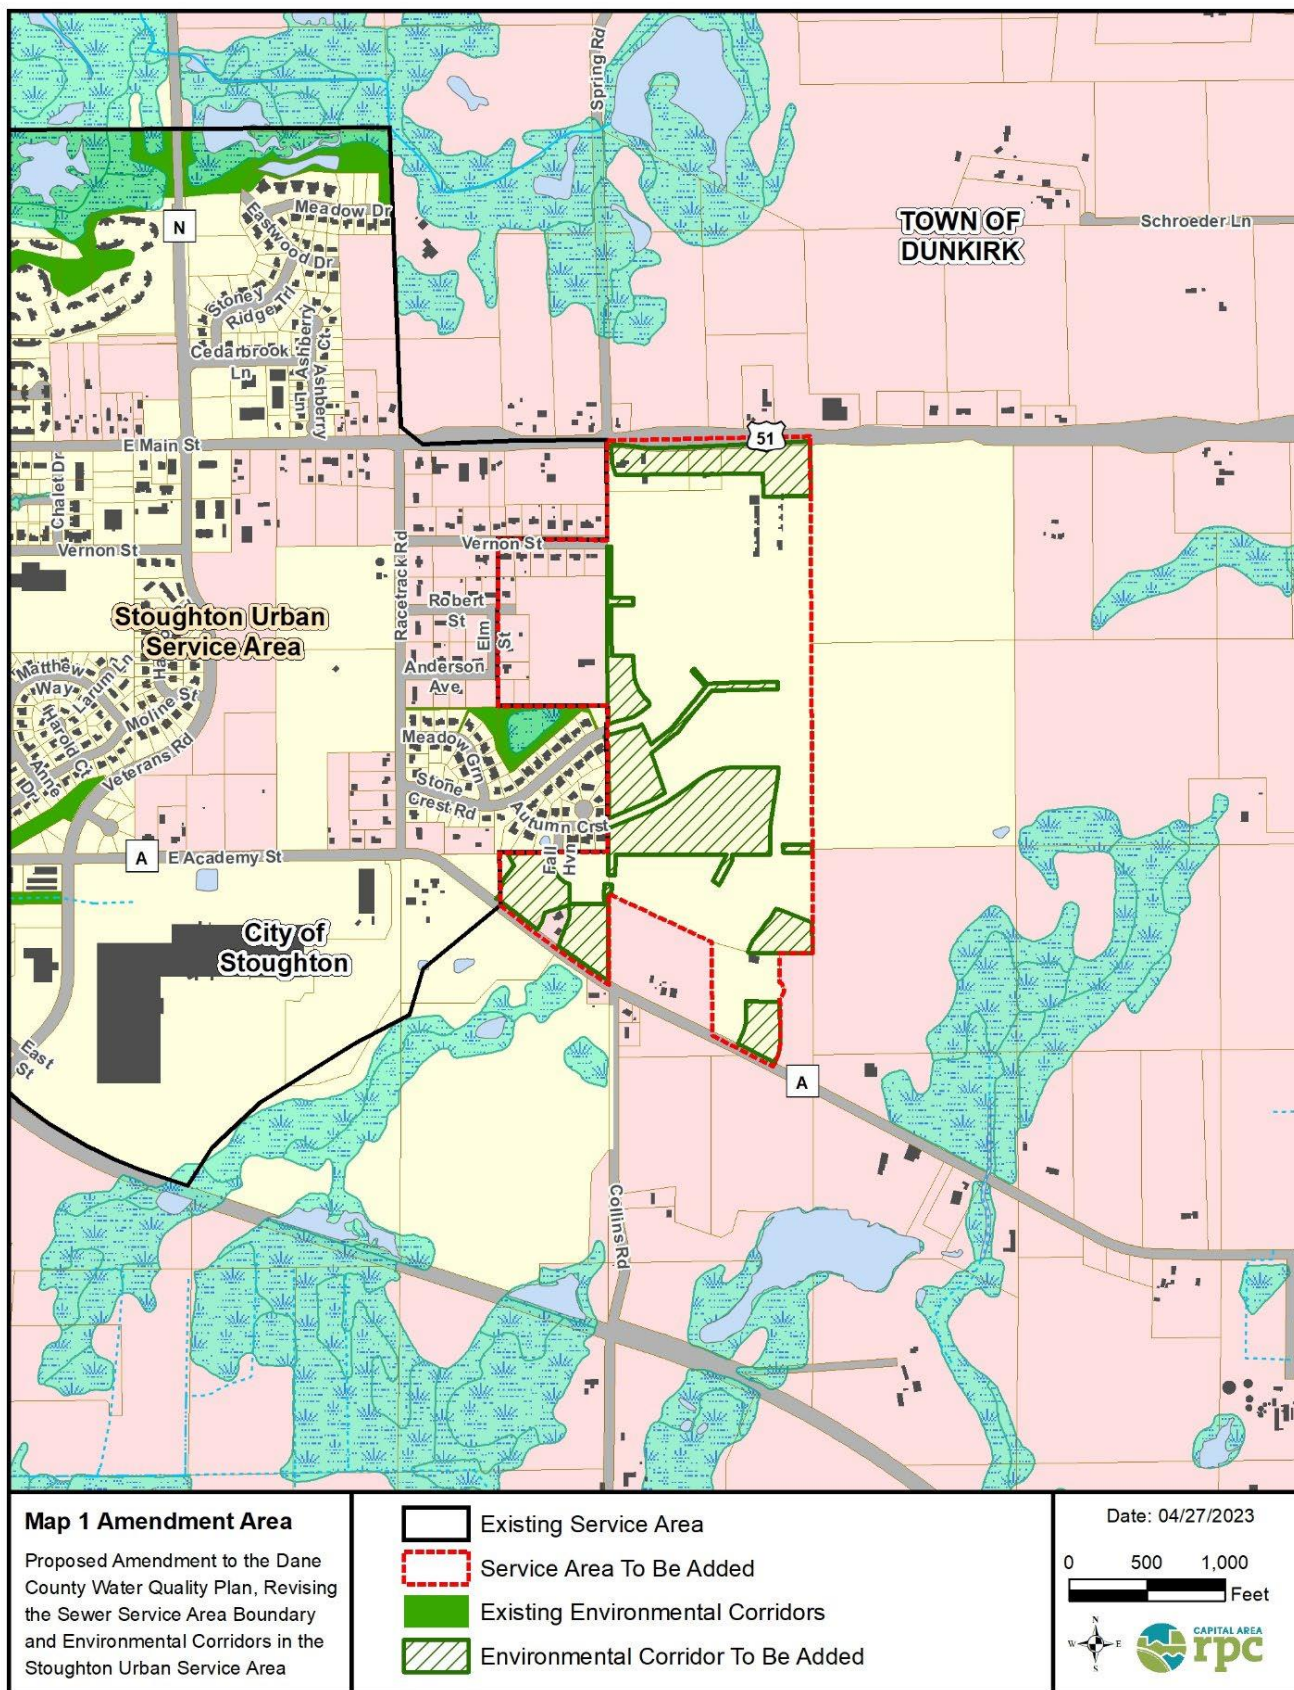 Spring Rd
N
Meadow Dr
Eastwood Dr
TOWN OF
DUNKIRK
Schroeder Ln
Stoney
Ridge Trl
Cedarbrook
Ln
Ashberry
Ln
Ashberry
Ct
E Main St
51
Chalet Dr
Vernon St
Vernon St
Racetrack Rd
Robert
St
Elm
St
Anderson
Ave
Stoughton Urban
Service Area
Matthew
Way
Larum Ln
Moline St
Harold Ct
Anne
Dr
Veterans Rd
Meadow Grn
Stone
Crest Rd
Autumn Crst
Fall
Hvn
A
E Academy St
City of
Stoughton
East
St
A
Collins Rd
Map 1 Amendment Area
Proposed Amendment to the Dane
County Water Quality Plan, Revising
the Sewer Service Area Boundary
and Environmental Corridors in the
Stoughton Urban Service Area
Existing Service Area
Service Area To Be Added
Existing Environmental Corridors
Environmental Corridor To Be Added
Date: 04/27/2023
0 500 1,000
Feet
N
W E
S
CAPITAL AREA
rpc